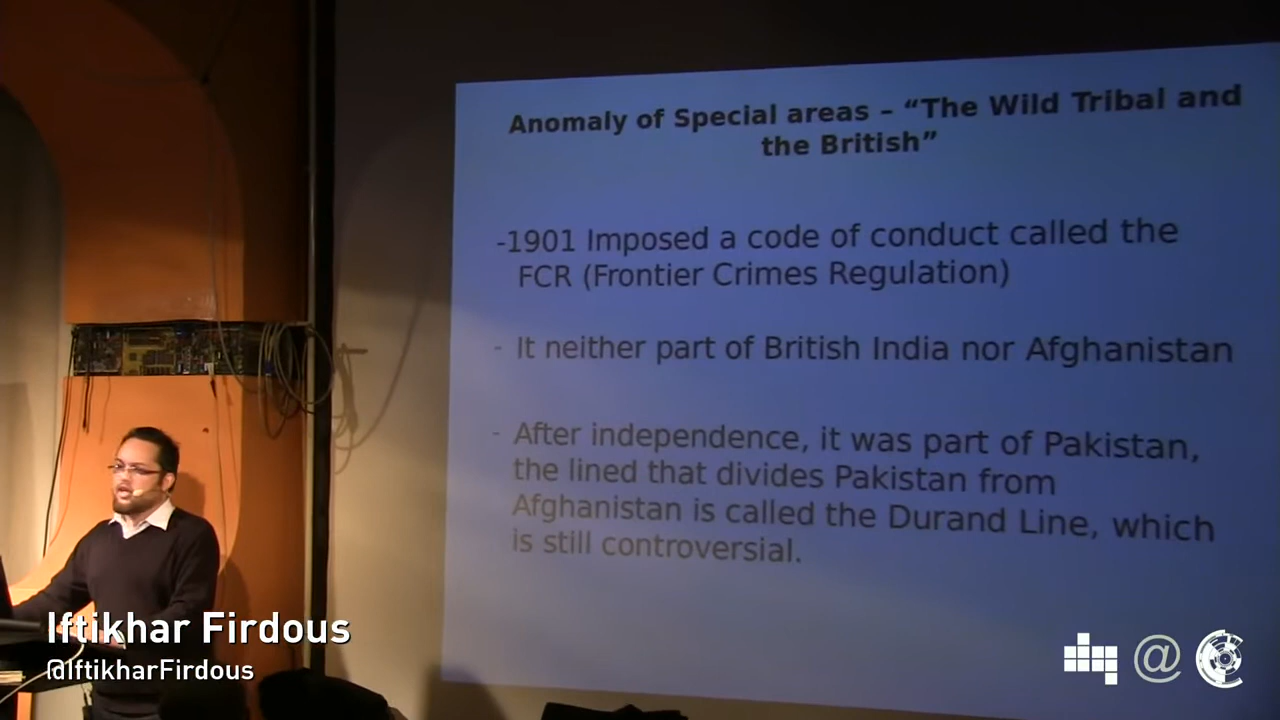 Anomaly of Special areas – “The Wild Tribal and
the British”
-1901 Imposed a code of conduct called the
FCR (Frontier Crimes Regulation)
- It neither part of British India nor Afghanistan
- After independence, it was part of Pakistan,
the lined that divides Pakistan from
Afghanistan is called the Durand Line, which
is still controversial.
Iftikhar Firdous
@IftikharFirdous
@